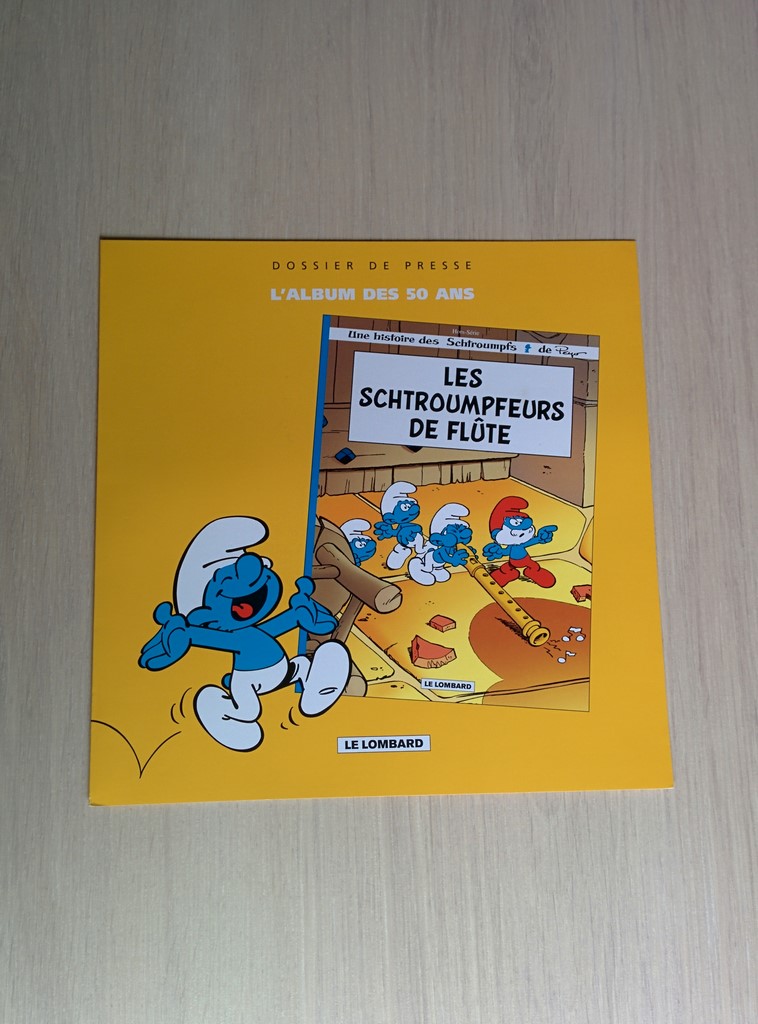 DOSSIER DE PRESSE
L'ALBUM DES 50 ANS
Hors-Série
Une histoire des Schtroumpfs de Peyo
LES
SCHTROUMPFEURS
DE FLÛTE
LE LOMBARD
LE LOMBARD